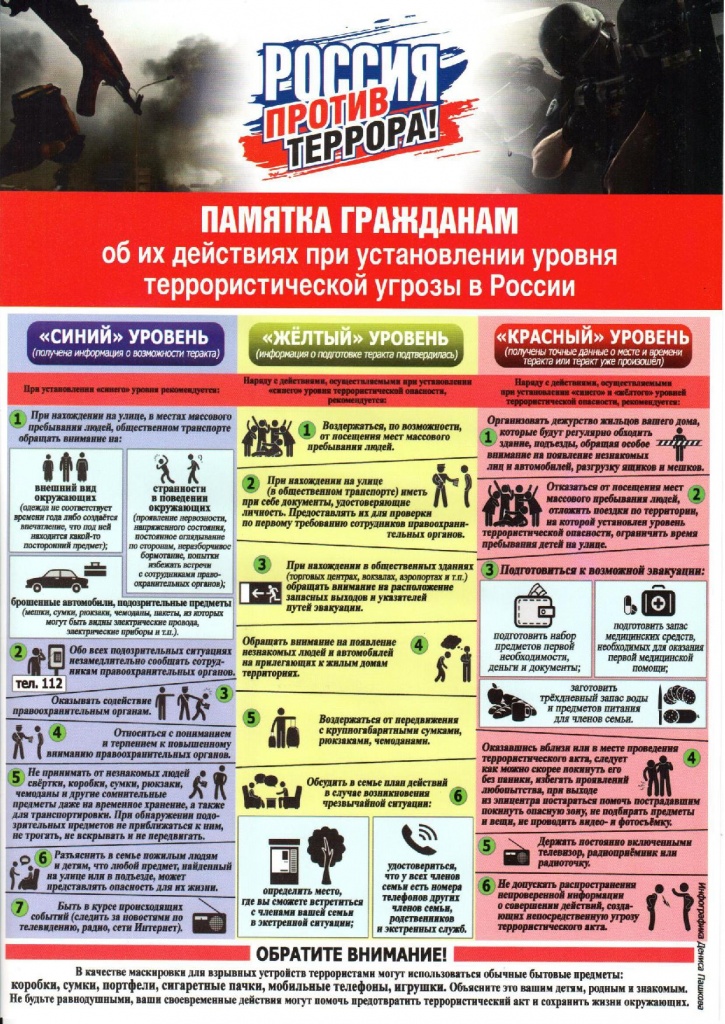 РОССИЯ
ПРОТИВ
ТЕРРОРА!
ПАМЯТКА ГРАЖДАНАМ
об их действиях при установлении уровня
террористической угрозы в России
«СИНИЙ» УРОВЕНЬ
(получена информация о возможности теракта)
При установлении «синего» уровня рекомендуется:
1 При нахождении на улице, в местах массового
пребывания людей, общественном транспорте
обращать внимание на:
внешний вид
окружающих
(одежда не соответствует
времени года либо создаётся
впечатление, что под ней
находится какой-то
посторонний предмет);
странности
в поведении
окружающих
(проявление нервозности,
напряженного состояния,
постоянное оглядывание
по сторонам, неразборчивое
бормотание, попытки
избежать встречи
с сотрудниками право-
охранительных органов);
брошенные автомобили, подозрительные предметы
(мешки, сумки, рюкзаки, чемоданы, пакеты, из которых
могут быть видны электрические провода,
электрические приборы и т.п.).
2 Обо всех подозрительных ситуациях
незамедлительно сообщать сотруд-
никам правоохранительных органов.
тел. 112
Оказывать содействие
правоохранительным органам.
3
4 Относиться с пониманием
и терпением к повышенному
вниманию правоохранительных органов.
5 Не принимать от незнакомых людей
свёртки, коробки, сумки, рюкзаки,
чемоданы и другие сомнительные
предметы даже на временное хранение, а также
для транспортировки. При обнаружении подо-
зрительных предметов не приближаться к ним,
не трогать, не вскрывать и не передвигать.
6 Разъяснить в семье пожилым людям
и детям, что любой предмет, найденный
на улице или в подъезде, может
представлять опасность для их жизни.
7 Быть в курсе происходящих
событий (следить за новостями по
телевидению, радио, сети Интернет).
«ЖЁЛТЫЙ» УРОВЕНЬ
(информация о подготовке теракта подтвердилась)
Наряду с действиями, осуществляемыми при установлении
«синего» уровня террористической опасности,
рекомендуется:
1 Воздержаться, по возможности,
от посещения мест массового
пребывания людей.
2 При нахождении на улице
(в общественном транспорте) иметь
при себе документы, удостоверяющие
личность. Предоставлять их для проверки
по первому требованию сотрудников правоохрани-
тельных органов.
3 При нахождении в общественных зданиях
(торговых центрах, вокзалах, аэропортах и т.п.)
обращать внимание на расположение
запасных выходов и указателей
путей эвакуации.
Обращать внимание на появление
незнакомых людей и автомобилей
на прилегающих к жилым домам
территориях.
4
5 Воздержаться от передвижения
с крупногабаритными сумками,
рюкзаками, чемоданами.
Обсудить в семье план действий
в случае возникновения
чрезвычайной ситуации:
6
определить место,
где вы сможете встретиться
с членами вашей семьи
в экстренной ситуации;
удостовериться,
что у всех членов
семьи есть номера
телефонов других
членов семьи,
родственников
и экстренных служб.
«КРАСНЫЙ» УРОВЕНЬ
(получены точные данные о месте и времени
теракта или теракт уже произошёл)
Наряду с действиями, осуществляемыми
при установлении «синего» и «жёлтого» уровней
террористической опасности, рекомендуется:
Организовать дежурство жильцов вашего дома,
1 которые будут регулярно обходить
здание, подъезды, обращая особое
внимание на появление незнакомых
лиц и автомобилей, разгрузку ящиков и мешков.
Отказаться от посещения мест
массового пребывания людей,
отложить поездки по территории,
на которой установлен уровень
террористической опасности, ограничить время
пребывания детей на улице.
2
3 Подготовиться к возможной эвакуации:
подготовить набор
предметов первой
необходимости,
деньги и документы;
подготовить запас
медицинских средств,
необходимых для оказания
первой медицинской
помощи;
заготовить
трёхдневный запас воды
и предметов питания
для членов семьи.
Оказавшись вблизи или в месте проведения
террористического акта, следует
как можно скорее покинуть его
без паники, избегать проявлений
любопытства, при выходе
из эпицентра постараться помочь пострадавшим
покинуть опасную зону, не подбирать предметы
и вещи, не проводить видео- и фотосъёмку.
4
5 Держать постоянно включенными
телевизор, радиоприёмник или
радиоточку.
6 Не допускать распространения
непроверенной информации
о совершении действий, созда-
ющих непосредственную угрозу
террористического акта.
Инфографика Дениса Пашкова
ОБРАТИТЕ ВНИМАНИЕ!
В качестве маскировки для взрывных устройств террористами могут использоваться обычные бытовые предметы:
коробки, сумки, портфели, сигаретные пачки, мобильные телефоны, игрушки. Объясните это вашим детям, родным и знакомым.
Не будьте равнодушными, ваши своевременные действия могут помочь предотвратить террористический акт и сохранить жизни окружающих.